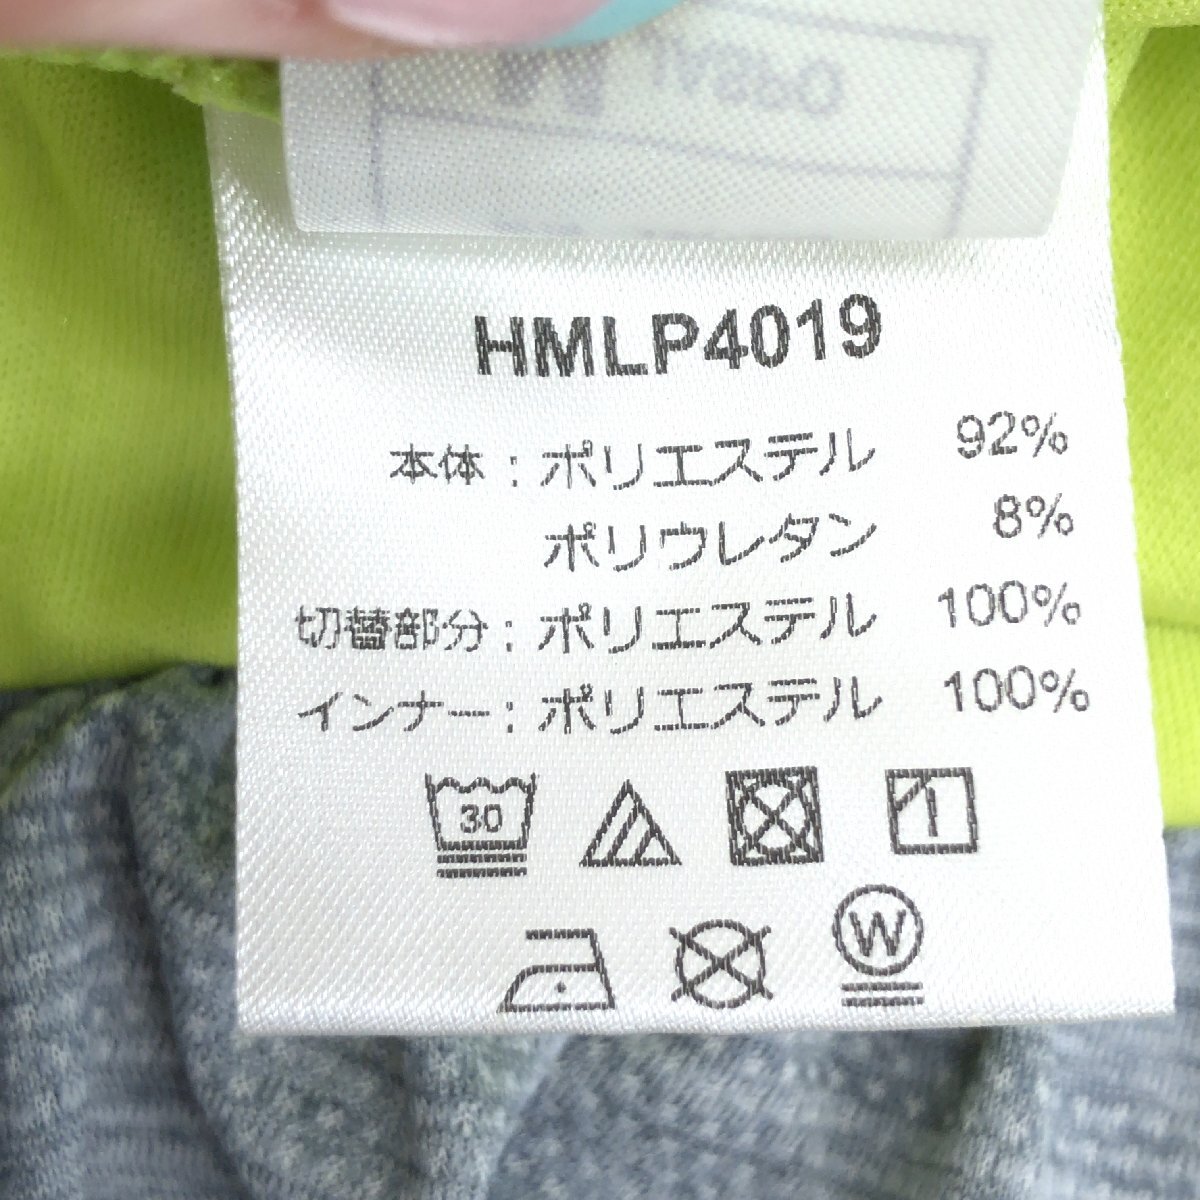 HMLP4019
本体：ポリエステル 92%
ポリウレタン 8%
切替部分：ポリエステル 100%
インナー：ポリエステル 100%
30
W